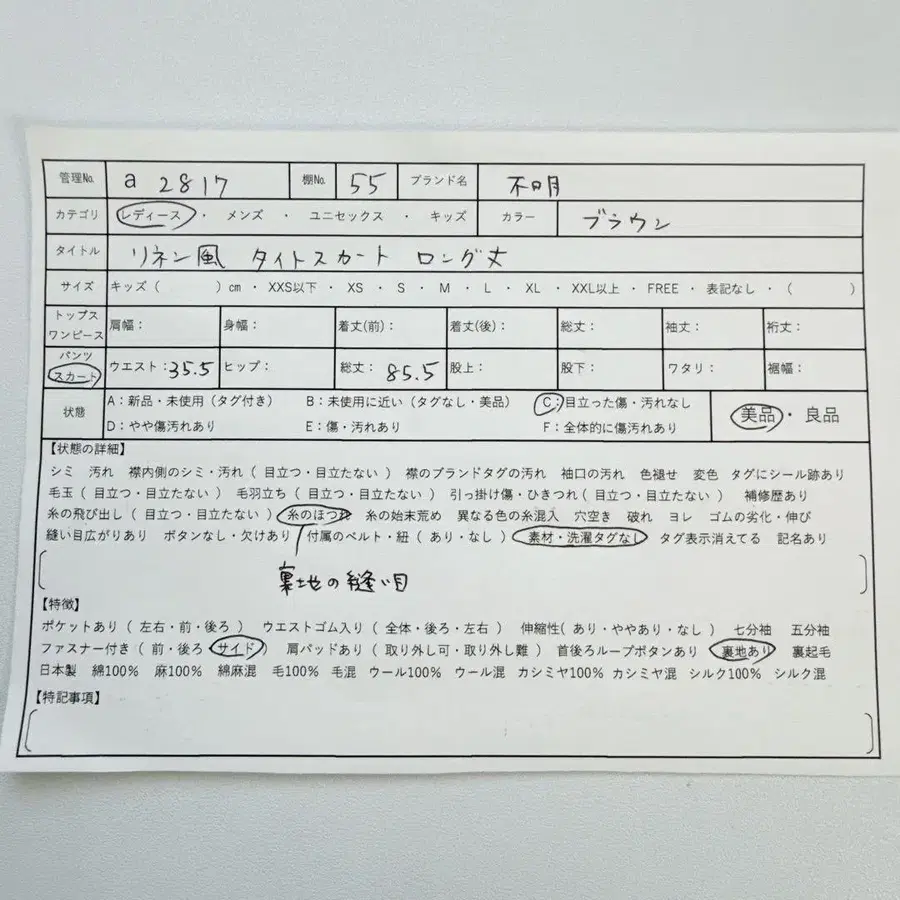 管理No. a 2817 棚No. 55 ブランド名 不明
カテゴリ レディース ・ メンズ ・ ユニセックス ・ キッズ カラー ブラウン
タイトル リネン風 タイトスカート ロング丈
サイズ キッズ ( ) cm ・ XXS以下 ・ XS ・ S ・ M ・ L ・ XL ・ XXL以上 ・ FREE ・ 表記なし ・ ( )
トップス
ワンピース 肩幅： 身幅： 着丈(前)： 着丈(後)： 総丈： 袖丈： 裄丈：
パンツ
スカート ウエスト：35.5 ヒップ： 総丈：85.5 股上： 股下： ワタリ： 裾幅：
状態 A：新品・未使用（タグ付き） B：未使用に近い（タグなし・美品） C：目立った傷・汚れなし 美品 ・ 良品
D：やや傷汚れあり E：傷・汚れあり F：全体的に傷汚れあり
【状態の詳細】
シミ 汚れ 襟内側のシミ・汚れ ( 目立つ・目立たない ) 襟のブランドタグの汚れ 袖口の汚れ 色褪せ 変色 タグにシール跡あり
毛玉 ( 目立つ・目立たない ) 毛羽立ち ( 目立つ・目立たない ) 引っ掛け傷・ひきつれ ( 目立つ・目立たない ) 補修歴あり
糸の飛び出し ( 目立つ・目立たない ) 糸のほつれ 糸の始末荒め 異なる色の糸混入 穴空き 破れ ヨレ ゴムの劣化・伸び
縫い目広がりあり ボタンなし・欠けあり 付属のベルト・紐 ( あり・なし ) 素材・洗濯タグなし タグ表示消えてる 記名あり
裏地の縫い目
【特徴】
ポケットあり ( 左右・前・後ろ ) ウエストゴム入り ( 全体・後ろ・左右 ) 伸縮性( あり・ややあり・なし ) 七分袖 五分袖
ファスナー付き ( 前・後ろ・サイド ) 肩パッドあり ( 取り外し可・取り外し難 ) 首後ろループボタンあり 裏地あり 裏起毛
日本製 綿100% 麻100% 綿麻混 毛100% 毛混 ウール100% ウール混 カシミヤ100% カシミヤ混 シルク100% シルク混
【特記事項】